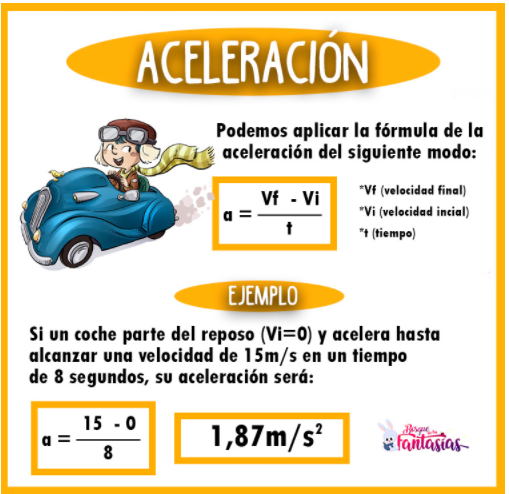 ACELERACIÓN
Podemos aplicar la fórmula de la
aceleración del siguiente modo:
a = Vf - Vi
t
*Vf (velocidad final)
*Vi (velocidad incial)
*t (tiempo)
EJEMPLO
Si un coche parte del reposo (Vi=0) y acelera hasta
alcanzar una velocidad de 15m/s en un tiempo
de 8 segundos, su aceleración será:
a = 15 - 0
8
1,87m/s²
Bosque
de las
Fantasías